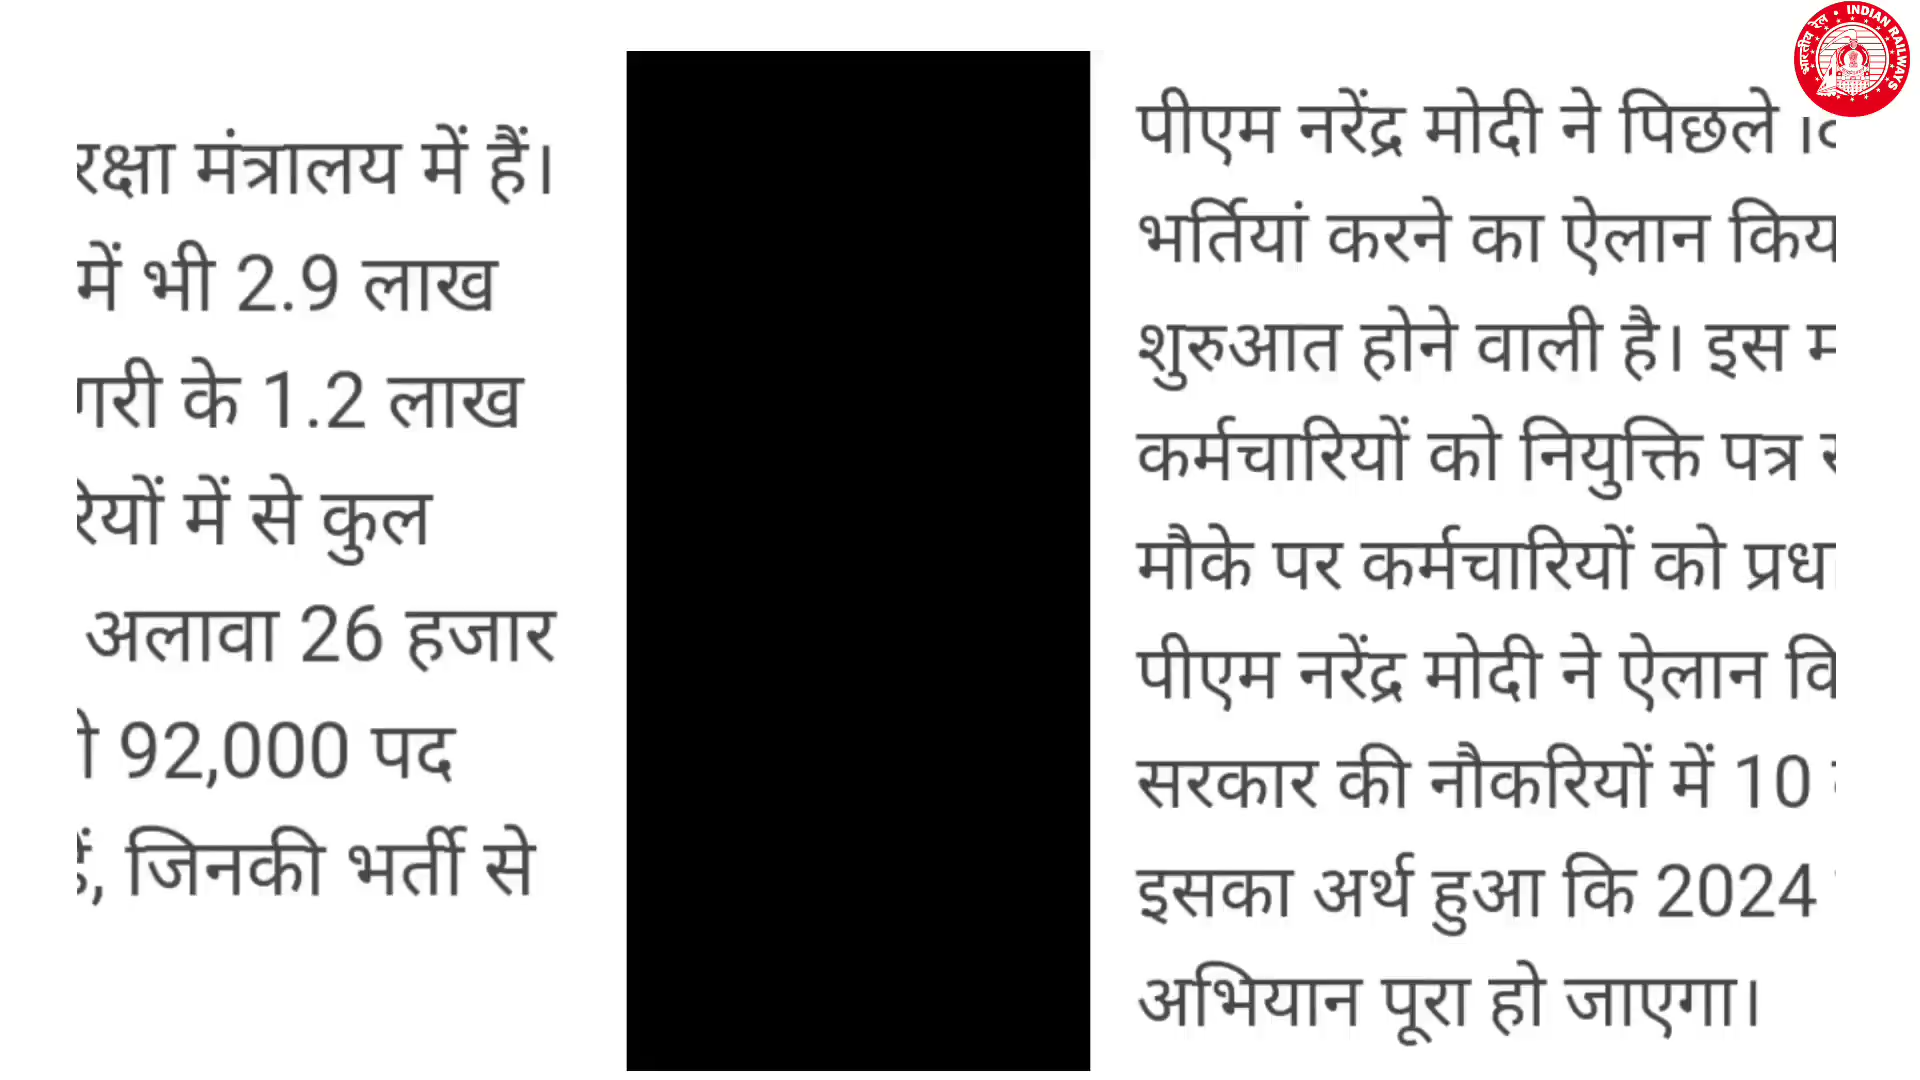 रक्षा मंत्रालय में हैं।
में भी 2.9 लाख
के 1.2 लाख
में से कुल
अलावा 26 हजार
92,000 पद
जिनकी भर्ती से
पीएम नरेंद्र मोदी ने पिछले
भर्तियां करने का ऐलान
शुरुआत होने वाली है। इस
कर्मचारियों को नियुक्ति पत्र
मौके पर कर्मचारियों को
पीएम नरेंद्र मोदी ने ऐलान
सरकार की नौकरियों में 10
इसका अर्थ हुआ कि 2024
अभियान पूरा हो जाएगा।
भारतीय रेल • INDIAN RAILWAYS